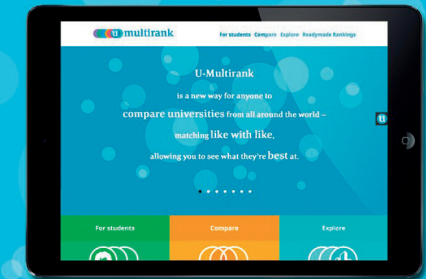 u multirank
For students Compare Explore Readymade Rankings
U-Multirank
is a new way for anyone to
compare universities from all around the world –
matching like with like,
allowing you to see what they're best at.
u
For students Compare Explore